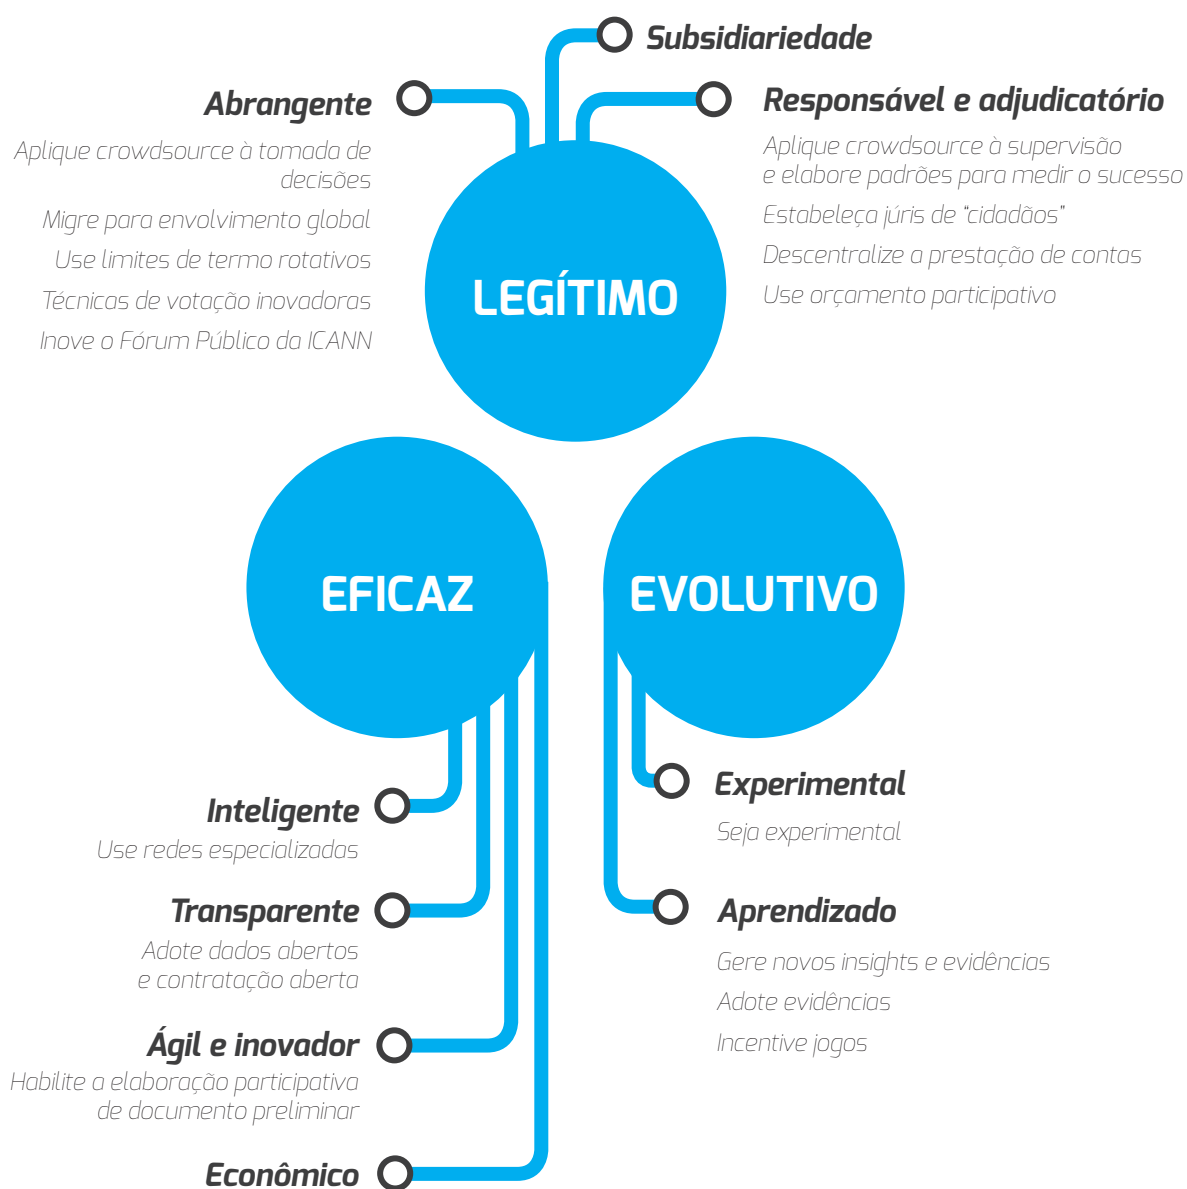 Subsidiariedade
Abrangente
Aplique crowdsource à tomada de
decisões
Migre para envolvimento global
Use limites de termo rotativos
Técnicas de votação inovadoras
Inove o Fórum Público da ICANN
Responsável e adjudicatório
Aplique crowdsource à supervisão
e elabore padrões para medir o sucesso
Estabeleça júris de “cidadãos”
Descentralize a prestação de contas
Use orçamento participativo
LEGÍTIMO
EFICAZ
EVOLUTIVO
Inteligente
Use redes especializadas
Transparente
Adote dados abertos
e contratação aberta
Ágil e inovador
Habilite a elaboração participativa
de documento preliminar
Econômico
Experimental
Seja experimental
Aprendizado
Gere novos insights e evidências
Adote evidências
Incentive jogos